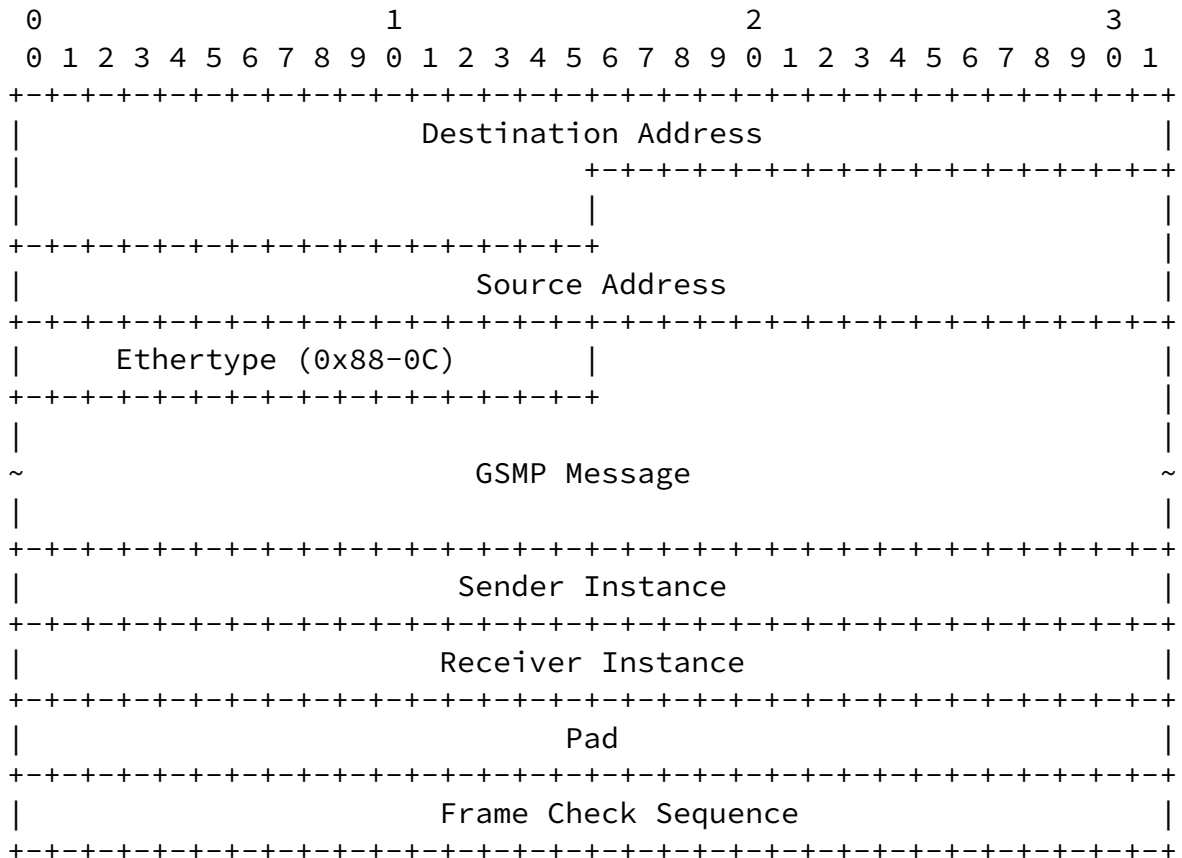 0                   1                   2                   3
 0 1 2 3 4 5 6 7 8 9 0 1 2 3 4 5 6 7 8 9 0 1 2 3 4 5 6 7 8 9 0 1
+-+-+-+-+-+-+-+-+-+-+-+-+-+-+-+-+-+-+-+-+-+-+-+-+-+-+-+-+-+-+-+-+
|                      Destination Address                      |
|                               +-+-+-+-+-+-+-+-+-+-+-+-+-+-+-+-+
|                               |                               |
+-+-+-+-+-+-+-+-+-+-+-+-+-+-+-+-+                               |
|                         Source Address                        |
+-+-+-+-+-+-+-+-+-+-+-+-+-+-+-+-+-+-+-+-+-+-+-+-+-+-+-+-+-+-+-+-+
|     Ethertype (0x88-0C)       |                               |
+-+-+-+-+-+-+-+-+-+-+-+-+-+-+-+-+                               |
|                                                               |
~                         GSMP Message                          ~
|                                                               |
+-+-+-+-+-+-+-+-+-+-+-+-+-+-+-+-+-+-+-+-+-+-+-+-+-+-+-+-+-+-+-+-+
|                        Sender Instance                        |
+-+-+-+-+-+-+-+-+-+-+-+-+-+-+-+-+-+-+-+-+-+-+-+-+-+-+-+-+-+-+-+-+
|                       Receiver Instance                       |
+-+-+-+-+-+-+-+-+-+-+-+-+-+-+-+-+-+-+-+-+-+-+-+-+-+-+-+-+-+-+-+-+
|                              Pad                              |
+-+-+-+-+-+-+-+-+-+-+-+-+-+-+-+-+-+-+-+-+-+-+-+-+-+-+-+-+-+-+-+-+
|                       Frame Check Sequence                    |
+-+-+-+-+-+-+-+-+-+-+-+-+-+-+-+-+-+-+-+-+-+-+-+-+-+-+-+-+-+-+-+-+